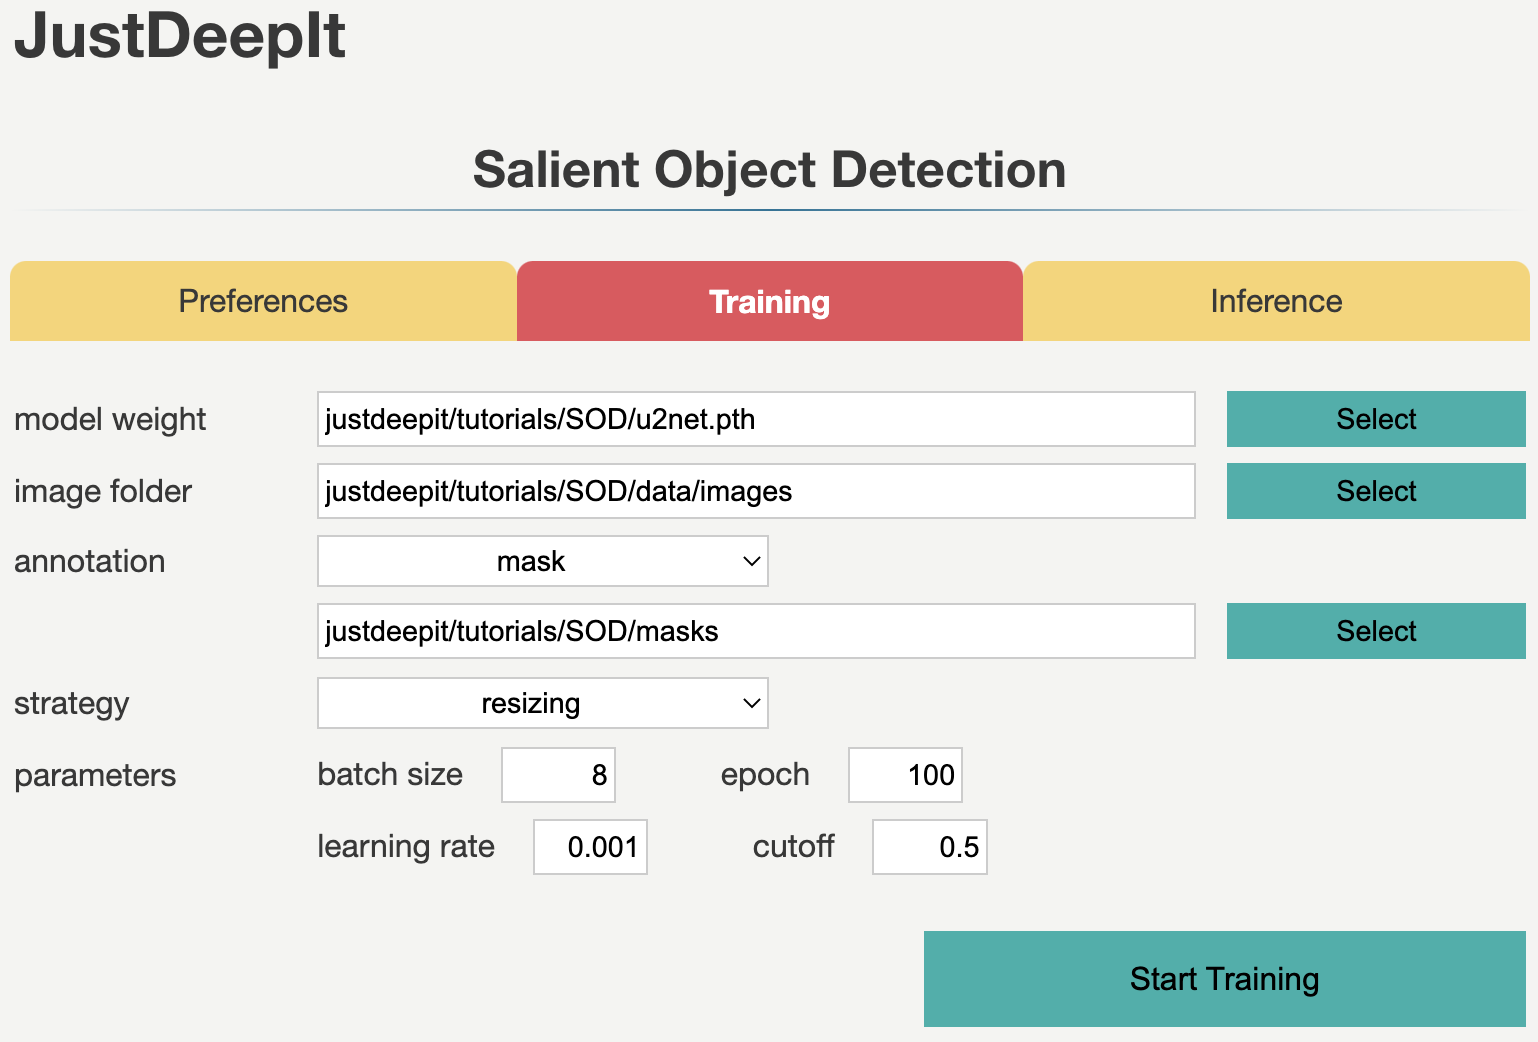 JustDeepIt
Salient Object Detection
Preferences Training Inference
model weight justdeepit/tutorials/SOD/u2net.pth Select
image folder justdeepit/tutorials/SOD/data/images Select
annotation mask
justdeepit/tutorials/SOD/masks Select
strategy resizing
parameters batch size 8 epoch 100
learning rate 0.001 cutoff 0.5
Start Training